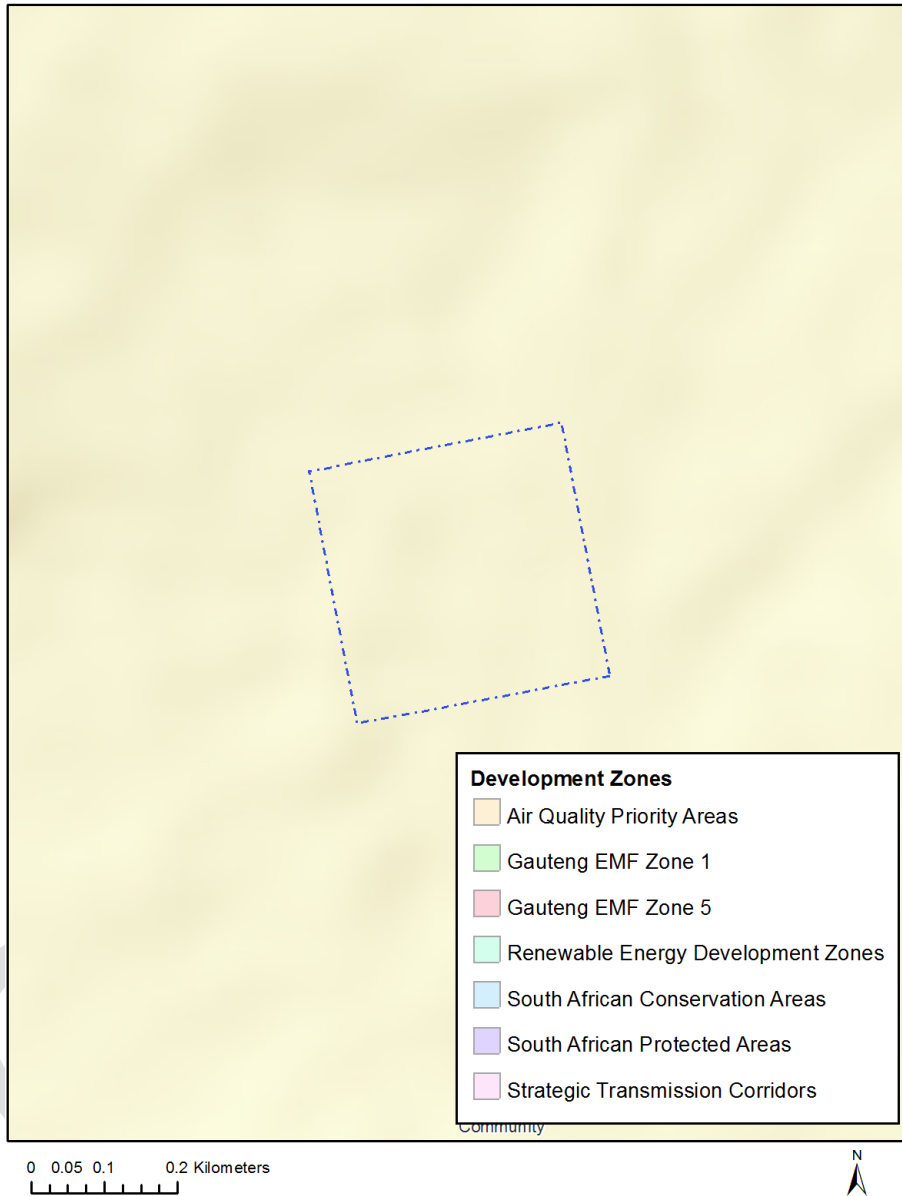 Development Zones
Air Quality Priority Areas
Gauteng EMF Zone 1
Gauteng EMF Zone 5
Renewable Energy Development Zones
South African Conservation Areas
South African Protected Areas
Strategic Transmission Corridors
Community
0 0.05 0.1 0.2 Kilometers
N